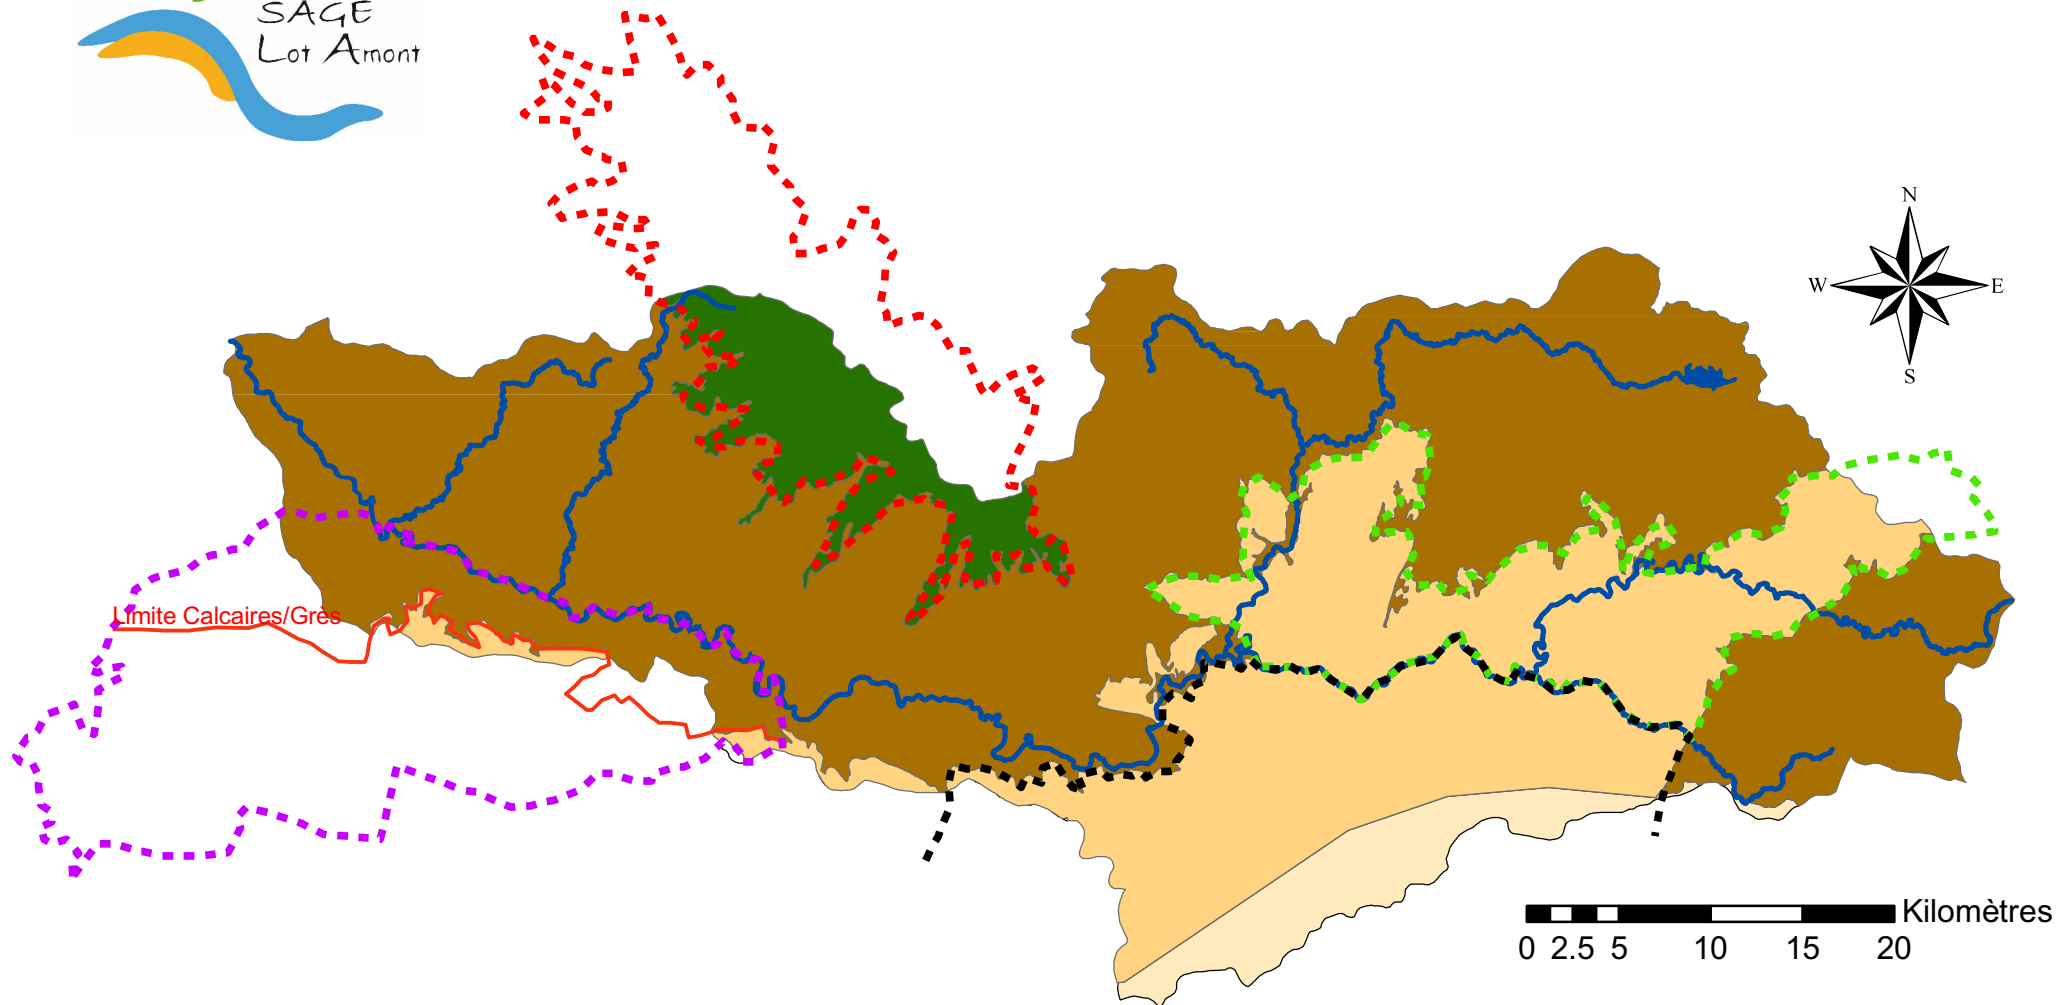 SAGE
Lot Amont
N
W E
S
Limite Calcaires/Grès
Kilomètres
0 2.5 5 10 15 20